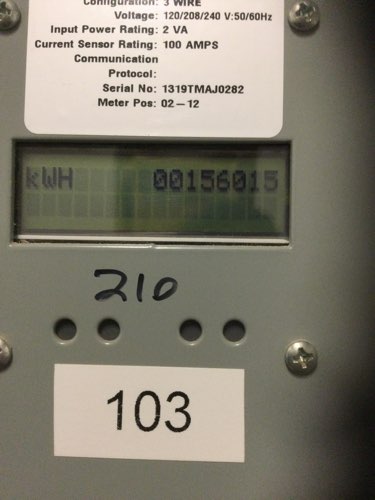 Configuration: 3 WIRE
Voltage: 120/208/240 V:50/60Hz
Input Power Rating: 2 VA
Current Sensor Rating: 100 AMPS
Communication
Protocol:
Serial No: 1319TMAJ0282
Meter Pos: 02-12
kWH 00156015
210
103